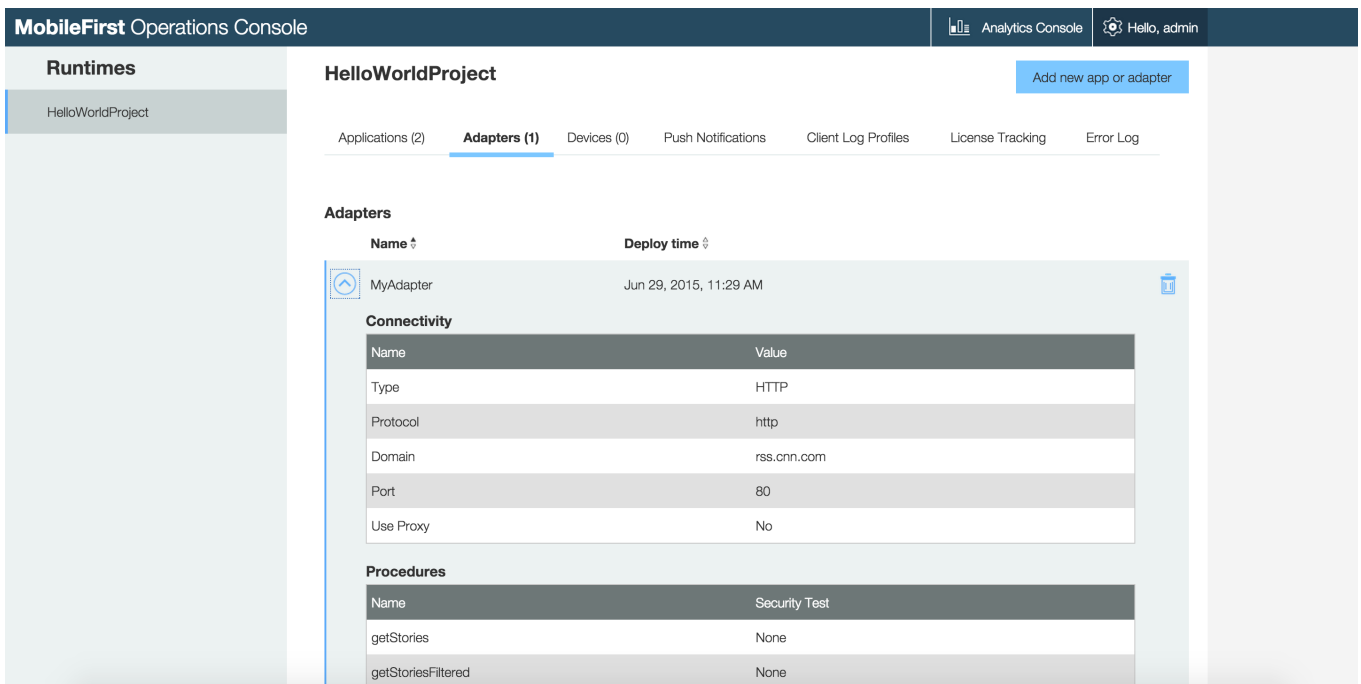 MobileFirst Operations Console
Analytics Console
Hello, admin
Runtimes
HelloWorldProject
HelloWorldProject
Add new app or adapter
Applications (2) Adapters (1) Devices (0) Push Notifications Client Log Profiles License Tracking Error Log
Adapters
Name Deploy time
MyAdapter Jun 29, 2015, 11:29 AM
Connectivity
Name Value
Type HTTP
Protocol http
Domain rss.cnn.com
Port 80
Use Proxy No
Procedures
Name Security Test
getStories None
getStoriesFiltered None